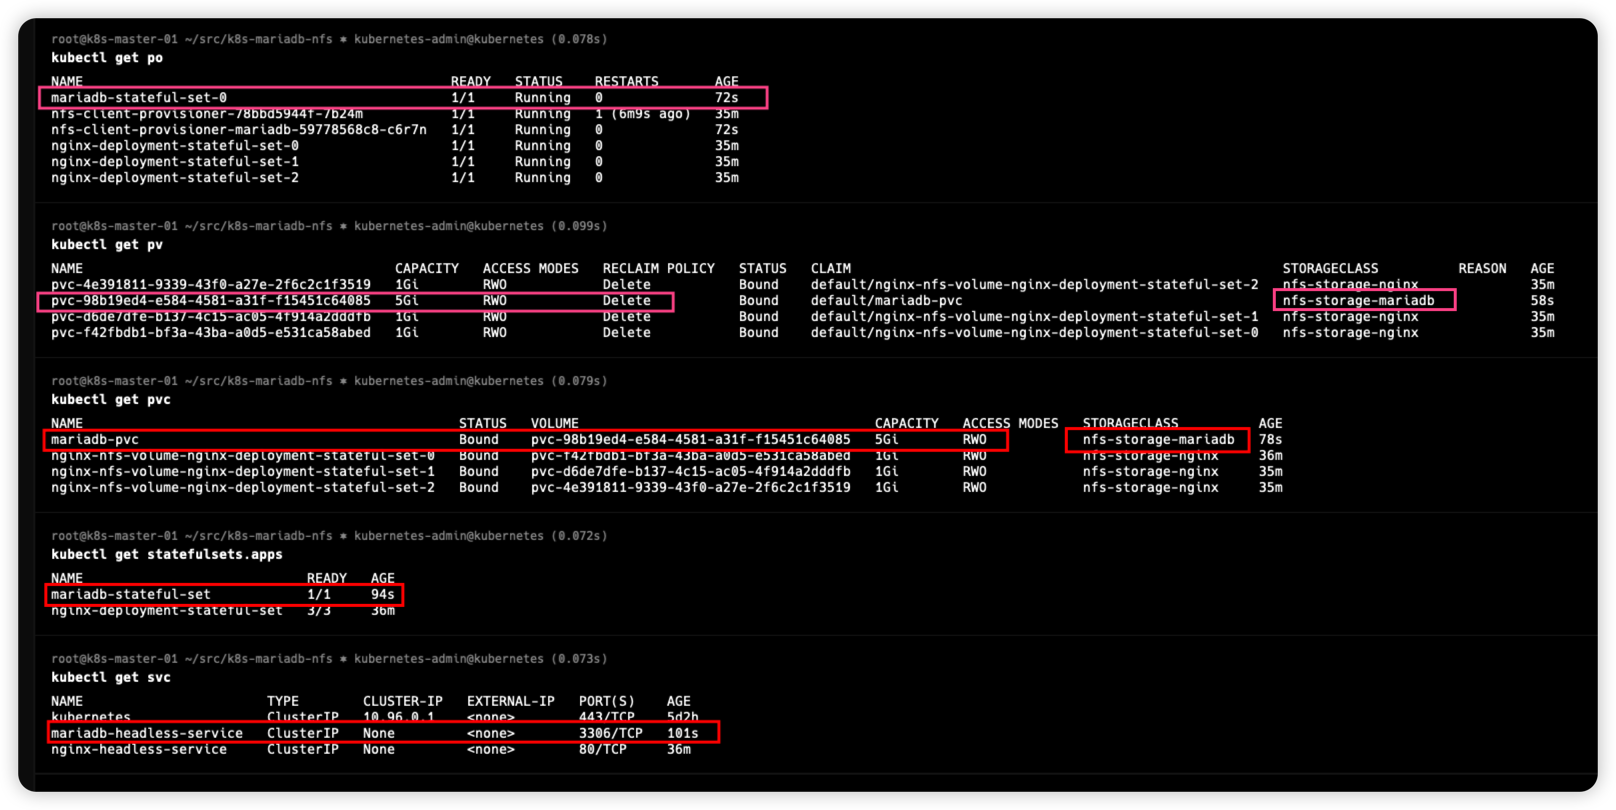 root@k8s-master-01 ~/src/k8s-mariadb-nfs ✱ kubernetes-admin@kubernetes (0.078s)
kubectl get po
NAME READY STATUS RESTARTS AGE
mariadb-stateful-set-0 1/1 Running 0 72s
nfs-client-provisioner-78bbd5944f-7b24m 1/1 Running 1 (6m9s ago) 35m
nfs-client-provisioner-mariadb-59778568c8-c6r7n 1/1 Running 0 72s
nginx-deployment-stateful-set-0 1/1 Running 0 35m
nginx-deployment-stateful-set-1 1/1 Running 0 35m
nginx-deployment-stateful-set-2 1/1 Running 0 35m
root@k8s-master-01 ~/src/k8s-mariadb-nfs ✱ kubernetes-admin@kubernetes (0.099s)
kubectl get pv
NAME CAPACITY ACCESS MODES RECLAIM POLICY STATUS CLAIM STORAGECLASS REASON AGE
pvc-4e391811-9339-43f0-a27e-2f6c2c1f3519 1Gi RWO Delete Bound default/nginx-nfs-volume-nginx-deployment-stateful-set-2 nfs-storage-nginx 35m
pvc-98b19ed4-e584-4581-a31f-f15451c64085 5Gi RWO Delete Bound default/mariadb-pvc nfs-storage-mariadb 58s
pvc-d6de7dfe-b137-4c15-ac05-4f914a2dddfb 1Gi RWO Delete Bound default/nginx-nfs-volume-nginx-deployment-stateful-set-1 nfs-storage-nginx 35m
pvc-f42fbdb1-bf3a-43ba-a0d5-e531ca58abed 1Gi RWO Delete Bound default/nginx-nfs-volume-nginx-deployment-stateful-set-0 nfs-storage-nginx 35m
root@k8s-master-01 ~/src/k8s-mariadb-nfs ✱ kubernetes-admin@kubernetes (0.079s)
kubectl get pvc
NAME STATUS VOLUME CAPACITY ACCESS MODES STORAGECLASS AGE
mariadb-pvc Bound pvc-98b19ed4-e584-4581-a31f-f15451c64085 5Gi RWO nfs-storage-mariadb 78s
nginx-nfs-volume-nginx-deployment-stateful-set-0 Bound pvc-f42fbdb1-bf3a-43ba-a0d5-e531ca58abed 1Gi RWO nfs-storage-nginx 36m
nginx-nfs-volume-nginx-deployment-stateful-set-1 Bound pvc-d6de7dfe-b137-4c15-ac05-4f914a2dddfb 1Gi RWO nfs-storage-nginx 35m
nginx-nfs-volume-nginx-deployment-stateful-set-2 Bound pvc-4e391811-9339-43f0-a27e-2f6c2c1f3519 1Gi RWO nfs-storage-nginx 35m
root@k8s-master-01 ~/src/k8s-mariadb-nfs ✱ kubernetes-admin@kubernetes (0.072s)
kubectl get statefulsets.apps
NAME READY AGE
mariadb-stateful-set 1/1 94s
nginx-deployment-stateful-set 3/3 36m
root@k8s-master-01 ~/src/k8s-mariadb-nfs ✱ kubernetes-admin@kubernetes (0.073s)
kubectl get svc
NAME TYPE CLUSTER-IP EXTERNAL-IP PORT(S) AGE
kubernetes ClusterIP 10.96.0.1 <none> 443/TCP 5d2h
mariadb-headless-service ClusterIP None <none> 3306/TCP 101s
nginx-headless-service ClusterIP None <none> 80/TCP 36m